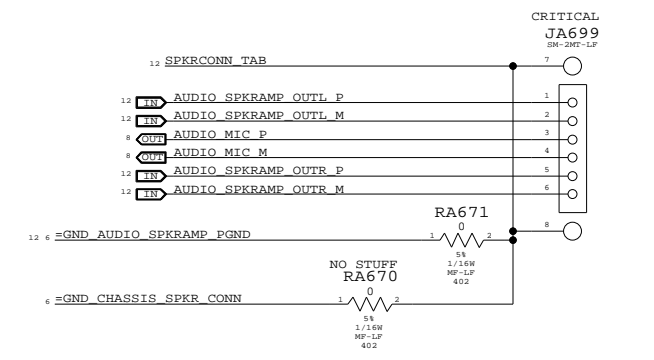 CRITICAL
JA699
SM-2MT-LF
12 SPKRCONN_TAB 7
12 IN AUDIO_SPKRAMP_OUTL_P 1
12 IN AUDIO_SPKRAMP_OUTL_M 2
8 OUT AUDIO_MIC_P 3
8 OUT AUDIO_MIC_M 4
12 IN AUDIO_SPKRAMP_OUTR_P 5
12 IN AUDIO_SPKRAMP_OUTR_M 6
RA671
8
12 6 =GND_AUDIO_SPKRAMP_PGND 1 0 2
5%
1/16W
MF-LF
402
NO STUFF
RA670
0
6 =GND_CHASSIS_SPKR_CONN 1 2
5%
1/16W
MF-LF
402